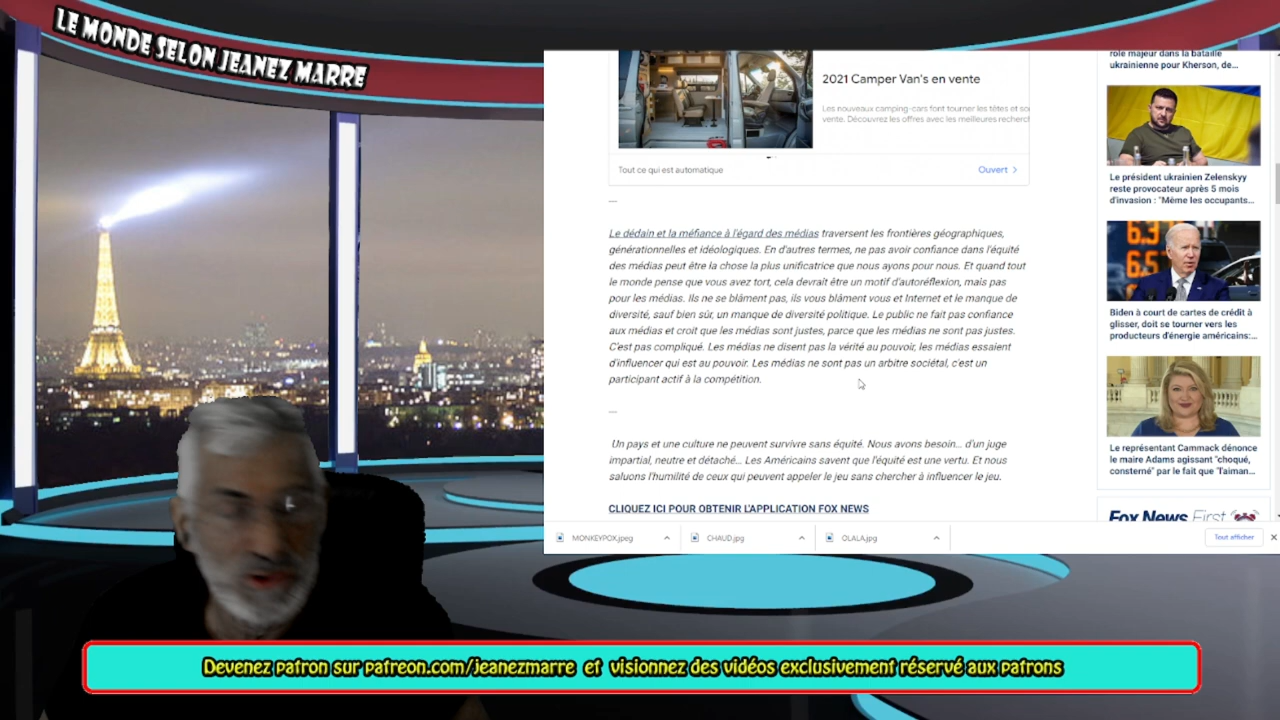 LE MONDE SELON JEANEZ MARRE
2021 Camper Van's en vente
Les nouveaux camping-cars font tourner les têtes et so
vente. Découvrez les offres avec les meilleures recherch
Tout ce qui est automatique
Ouvert >
---
Le dédain et la méfiance à l'égard des médias traversent les frontières géographiques,
générationnelles et idéologiques. En d'autres termes, ne pas avoir confiance dans l'équité
des médias peut être la chose la plus unificatrice que nous ayons pour nous. Et quand tout
le monde pense que vous avez tort, cela devrait être un motif d'autoréflexion, mais pas
pour les médias. Ils ne se blâment pas, ils vous blâment vous et Internet et le manque de
diversité, sauf bien sûr, un manque de diversité politique. Le public ne fait pas confiance
aux médias et croit que les médias sont justes, parce que les médias ne sont pas justes.
C'est pas compliqué. Les médias ne disent pas la vérité au pouvoir, les médias essaient
d'influencer qui est au pouvoir. Les médias ne sont pas un arbitre sociétal, c'est un
participant actif à la compétition.
---
Un pays et une culture ne peuvent survivre sans équité. Nous avons besoin... d'un juge
impartial, neutre et détaché... Les Américains savent que l'équité est une vertu. Et nous
saluons l'humilité de ceux qui peuvent appeler le jeu sans chercher à influencer le jeu.
CLIQUEZ ICI POUR OBTENIR L'APPLICATION FOX NEWS
rôle majeur dans la bataille
ukrainienne pour Kherson, de...
Le président ukrainien Zelenskyy
reste provocateur après 5 mois
d'invasion : "Même les occupants...
6.3
6.5
Biden à court de cartes de crédit à
glisser, doit se tourner vers les
producteurs d'énergie américains:...
Le représentant Cammack dénonce
le maire Adams agissant "choqué,
consterné" par le fait que 'Taiman...
Fox News First
MONKEYPOX.jpeg
CHAUD.jpg
OLALA.jpg
Tout afficher
Devenez patron sur patreon.com/jeanezmarre et visionnez des vidéos exclusivement réservé aux patrons